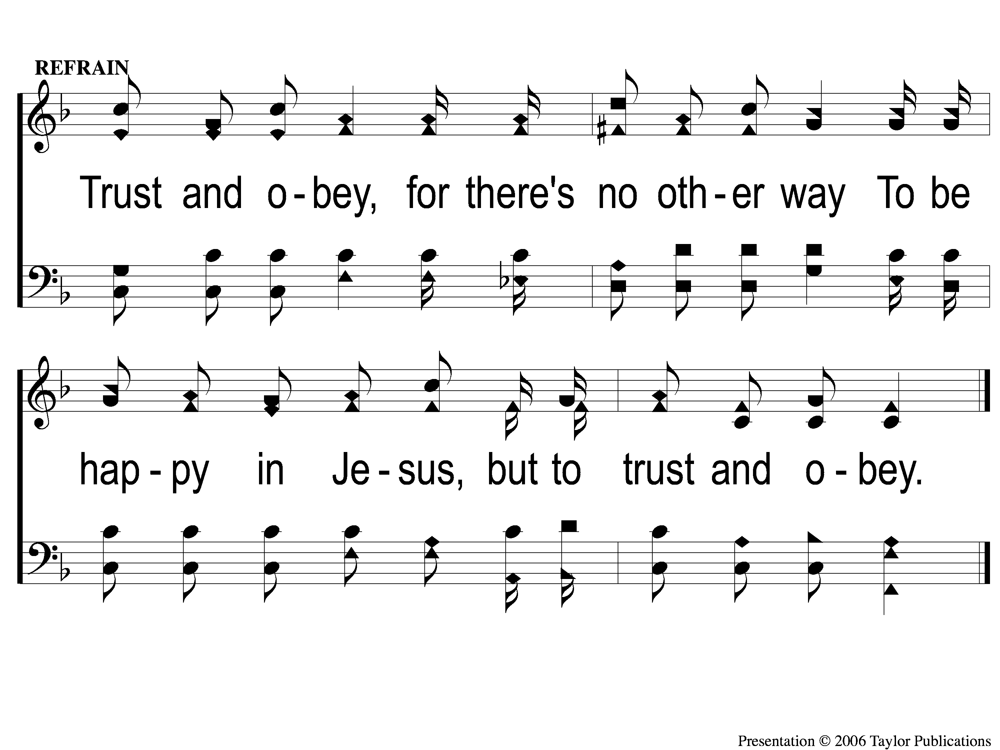 REFRAIN
Trust and o - bey, for there's no oth - er way To be
hap - py in Je - sus, but to trust and o - bey.
Presentation © 2006 Taylor Publications